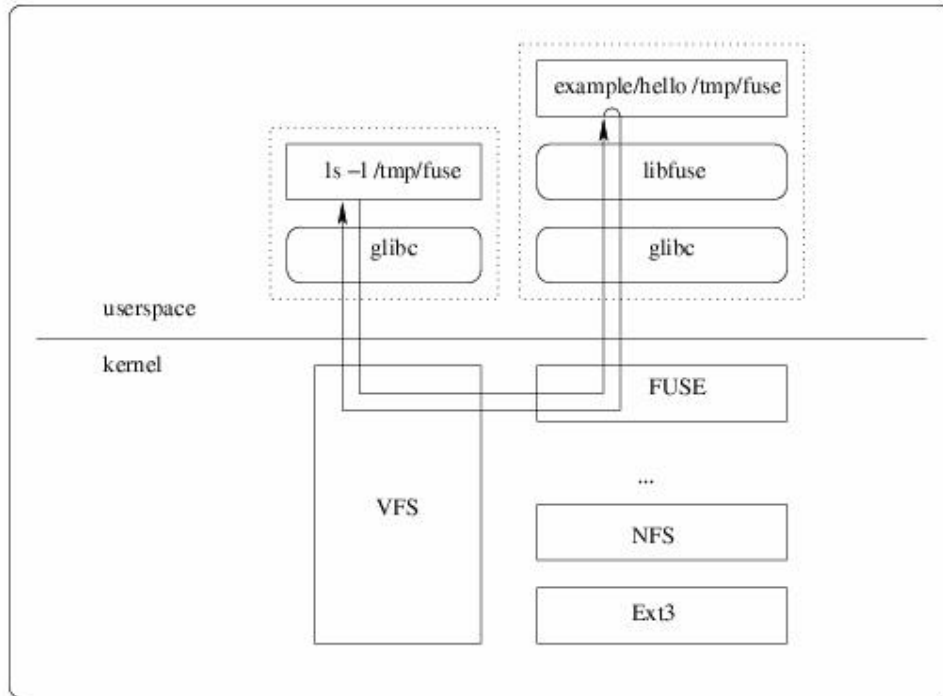 example/hello /tmp/fuse
ls –l /tmp/fuse
libfuse
glibc
glibc
userspace
kernel
FUSE
...
VFS
NFS
Ext3